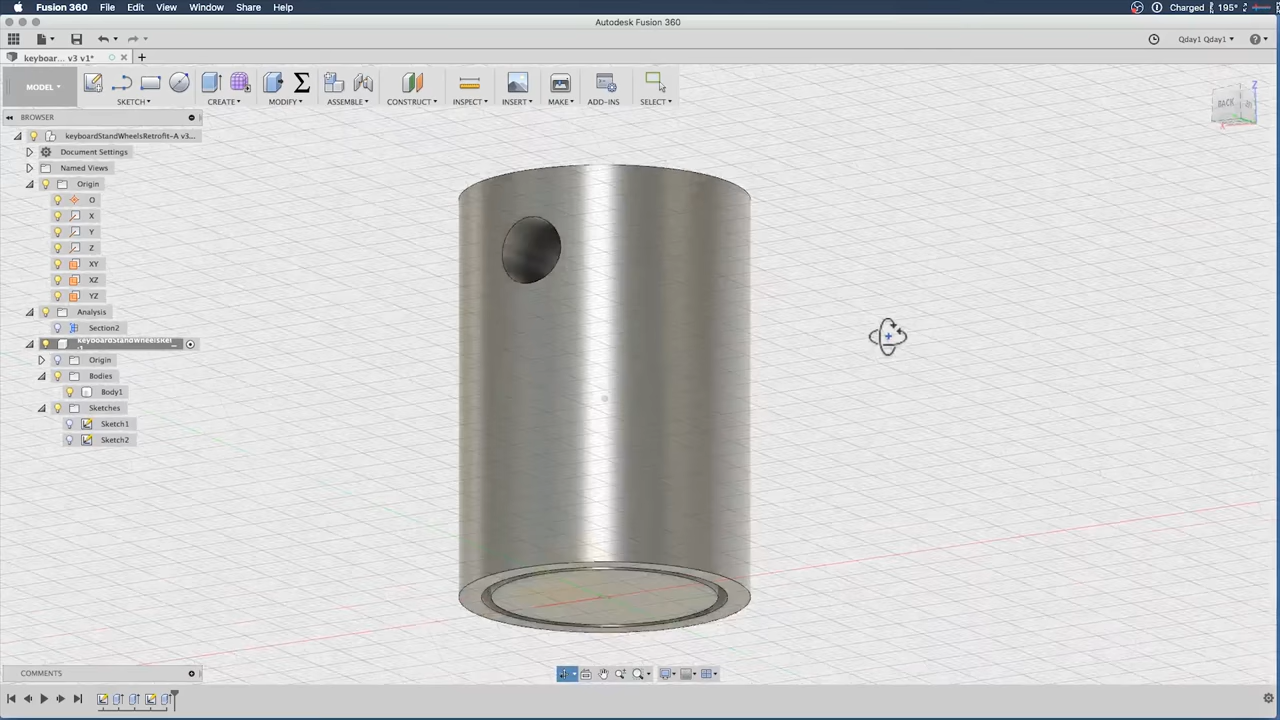 Fusion 360 File Edit View Window Share Help Charged 195°
Autodesk Fusion 360
Qday1 Qday1
keyboar... v3 v1*
MODEL
SKETCH CREATE MODIFY ASSEMBLE CONSTRUCT INSPECT INSERT MAKE ADD-INS SELECT
BROWSER
keyboardStandWheelsRetrofit-A v3...
Document Settings
Named Views
Origin
O
X
Y
Z
XY
XZ
YZ
Analysis
Section2
Origin
Bodies
Body1
Sketches
Sketch1
Sketch2
BACK
Z
X
COMMENTS